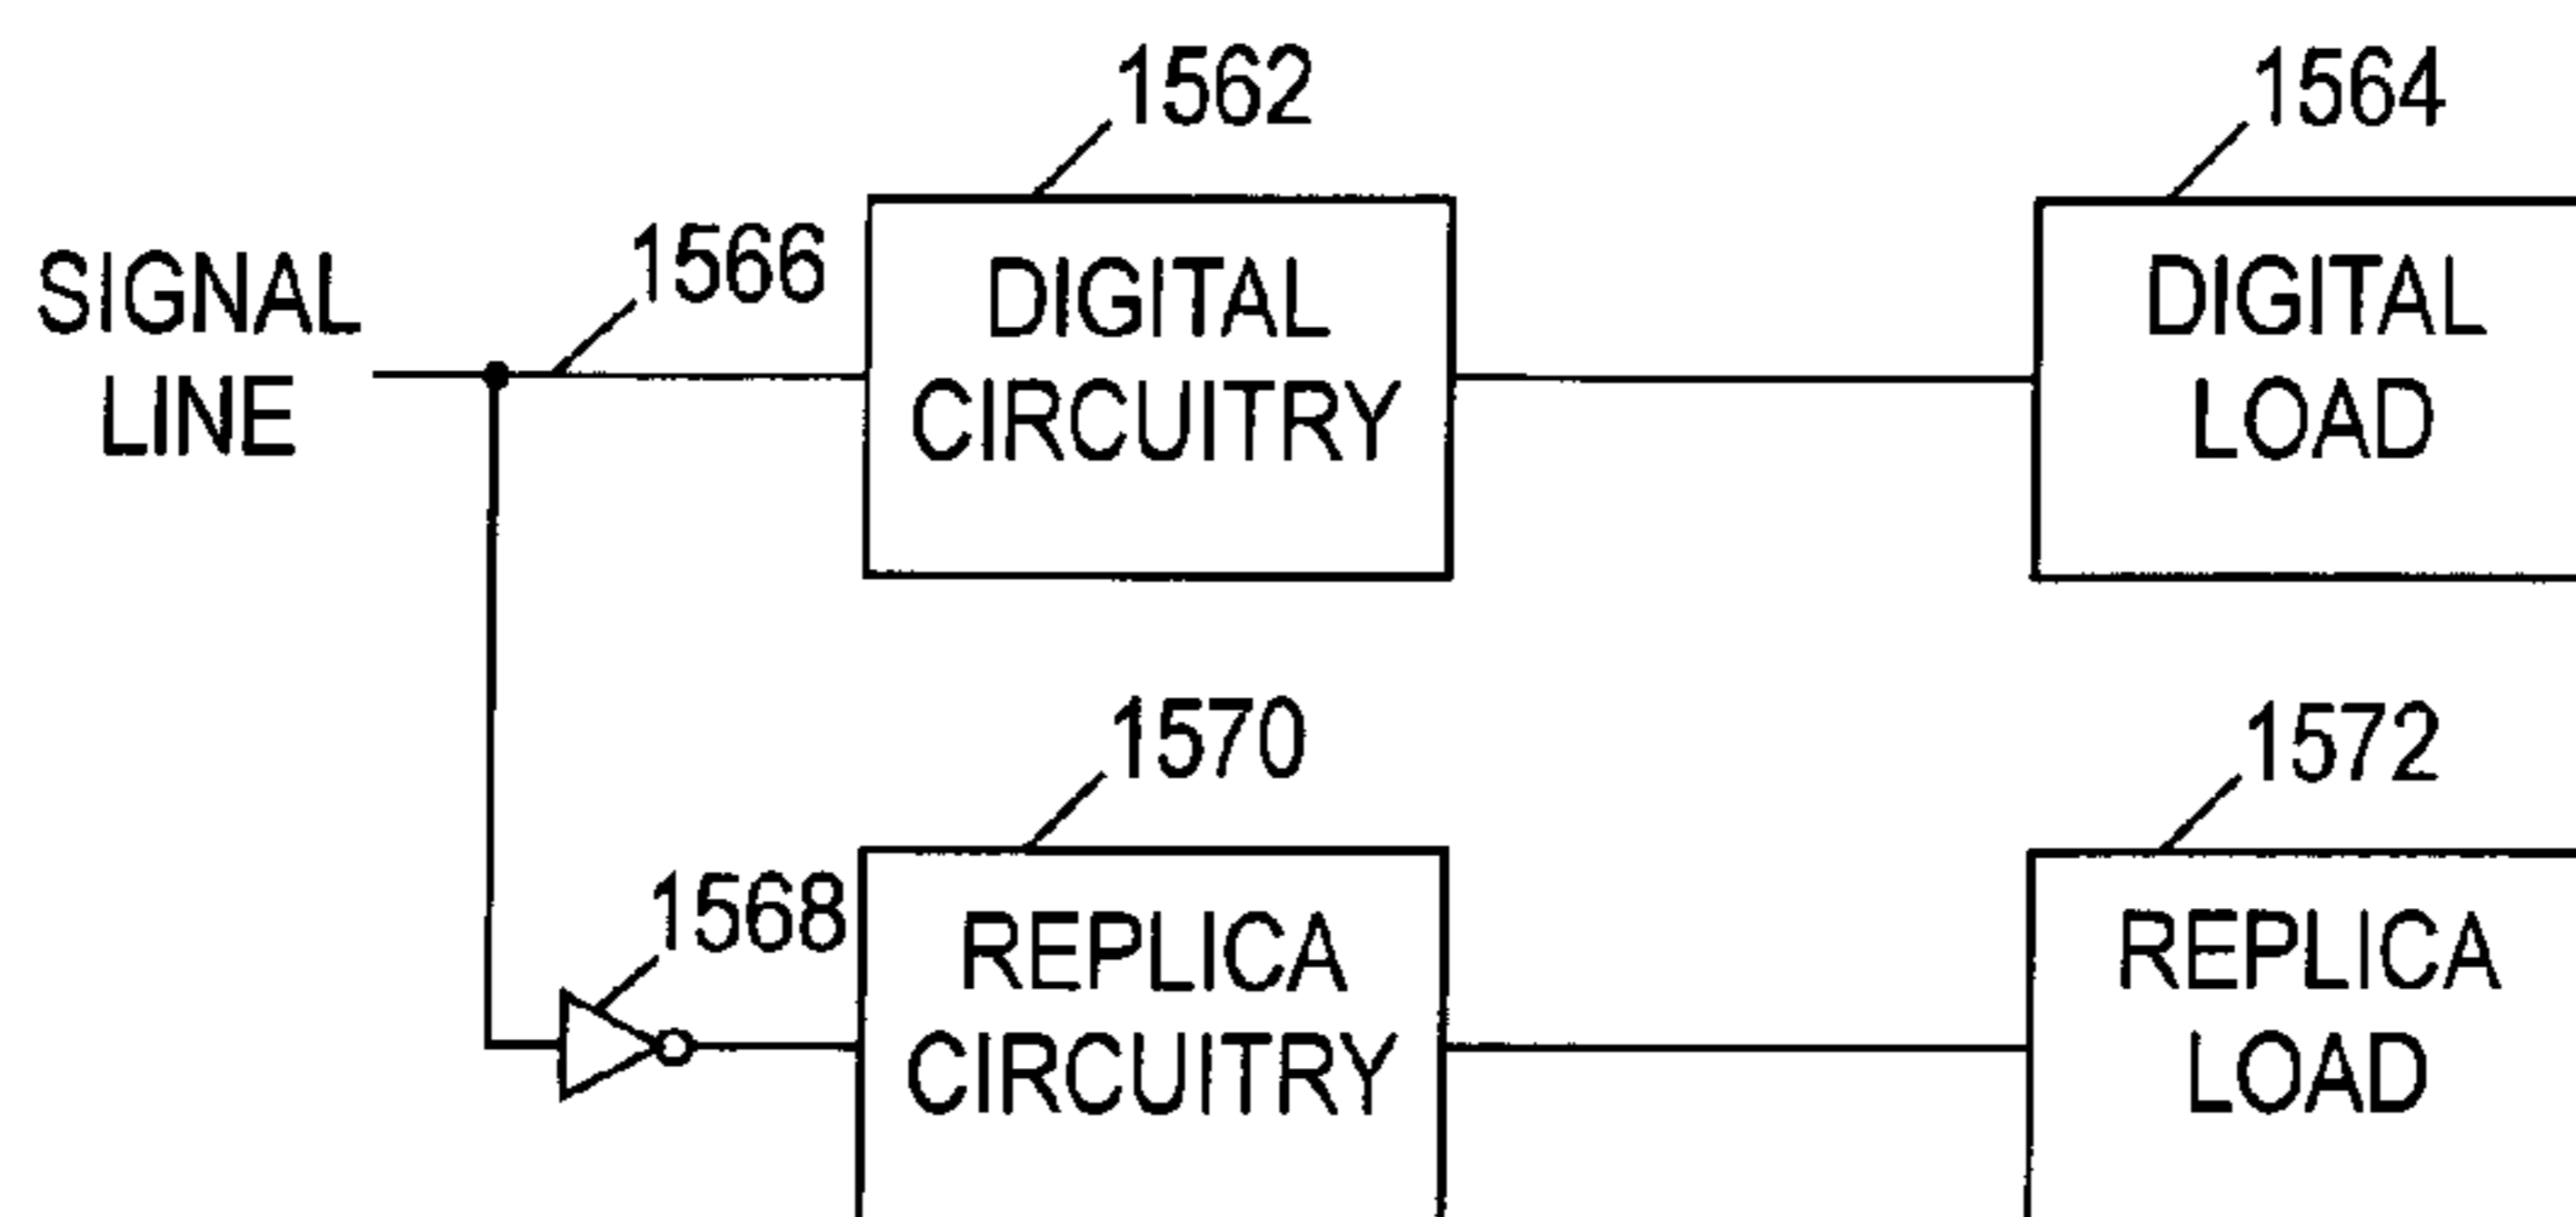 1562
1564
1566
SIGNAL
LINE
DIGITAL
CIRCUITRY
DIGITAL
LOAD
1570
1572
1568
REPLICA
CIRCUITRY
REPLICA
LOAD